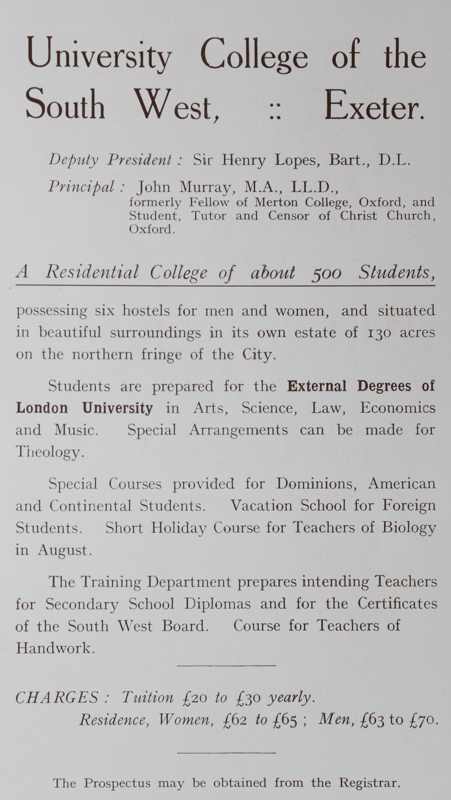 University College of the
South West, :: Exeter.
Deputy President : Sir Henry Lopes, Bart., D.L.
Principal : John Murray, M.A., LL.D.,
formerly Fellow of Merton College, Oxford, and
Student, Tutor and Censor of Christ Church,
Oxford.
A Residential College of about 500 Students,
possessing six hostels for men and women, and situated
in beautiful surroundings in its own estate of 130 acres
on the northern fringe of the City.
Students are prepared for the External Degrees of
London University in Arts, Science, Law, Economics
and Music. Special Arrangements can be made for
Theology.
Special Courses provided for Dominions, American
and Continental Students. Vacation School for Foreign
Students. Short Holiday Course for Teachers of Biology
in August.
The Training Department prepares intending Teachers
for Secondary School Diplomas and for the Certificates
of the South West Board. Course for Teachers of
Handwork.
CHARGES : Tuition £20 to £30 yearly.
Residence, Women, £62 to £65 ; Men, £63 to £70.
The Prospectus may be obtained from the Registrar.